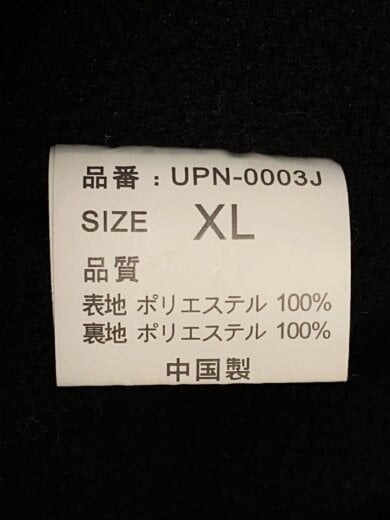 品番 : UPN-0003J
SIZE XL
品質
表地 ポリエステル 100%
裏地 ポリエステル 100%
中国製